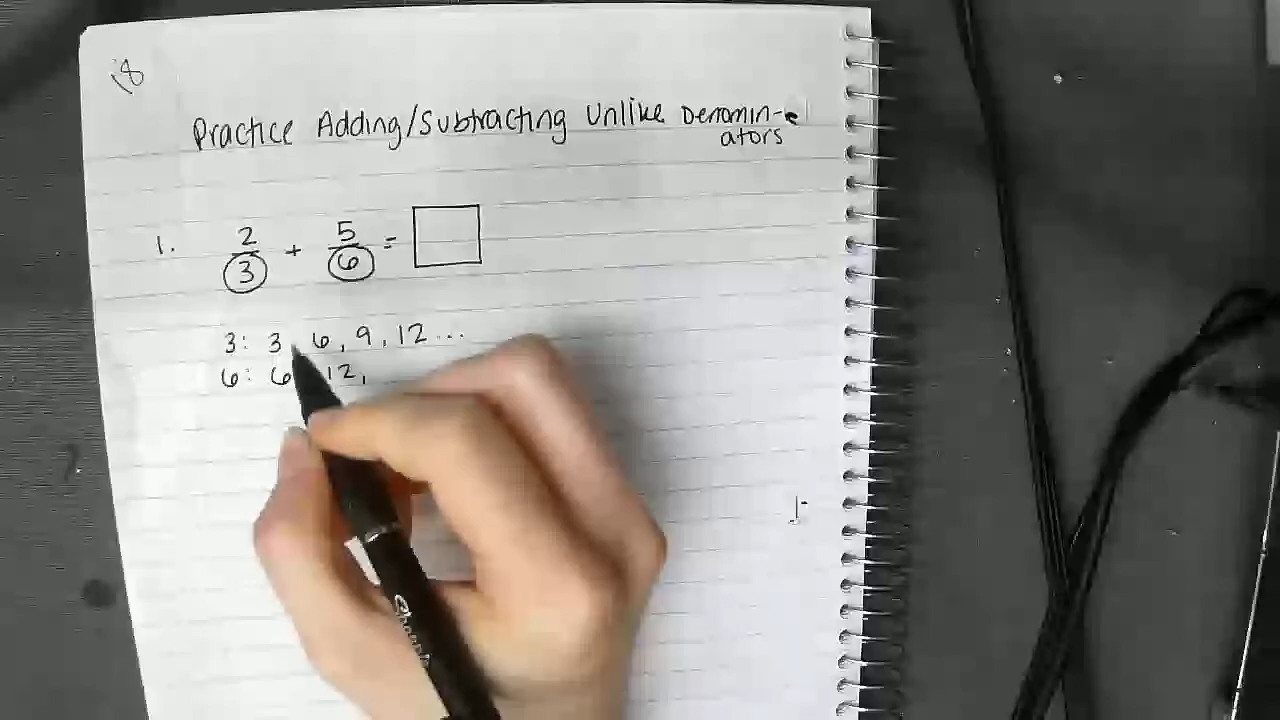 18
Practice Adding/Subtracting Unlike Denomin-
ators
1. 2/3 + 5/6 =
3: 3, 6, 9, 12...
6: 6, 12,
Sharpie